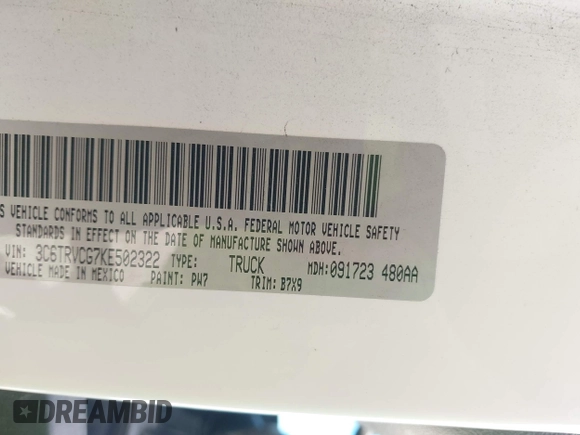 S VEHICLE CONFORMS TO ALL APPLICABLE U.S.A. FEDERAL MOTOR VEHICLE SAFETY
STANDARDS IN EFFECT ON THE DATE OF MANUFACTURE SHOWN ABOVE.
VIN: 3C6TRVCG7KE502322 TYPE: TRUCK MDH:091723 480AA
VEHICLE MADE IN MEXICO PAINT: PW7 TRIM: B7X9
DREAMBID